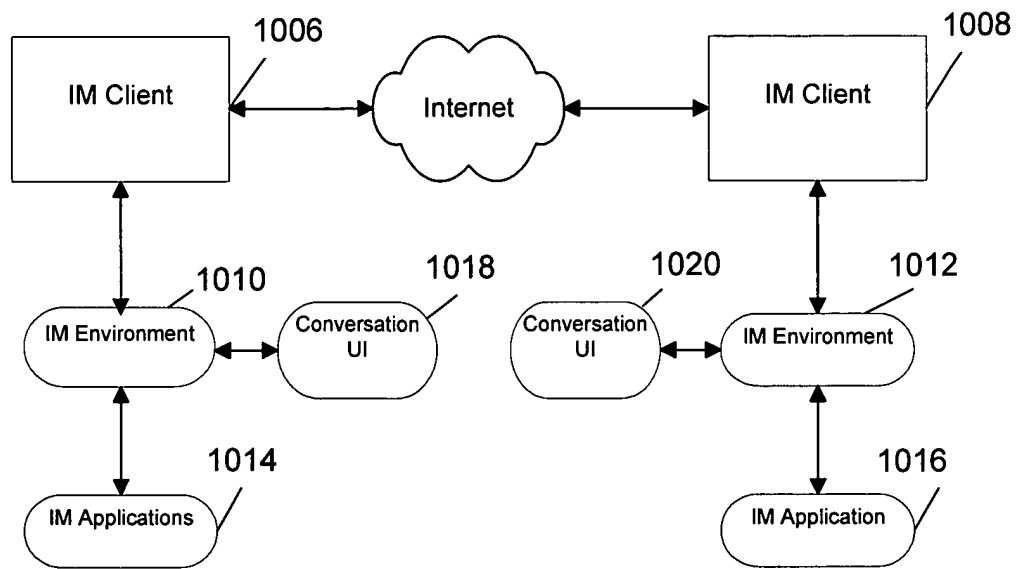 1006
1008
IM Client
Internet
IM Client
1010
1018
1020
1012
IM Environment
Conversation
UI
Conversation
UI
IM Environment
1014
1016
IM Applications
IM Application